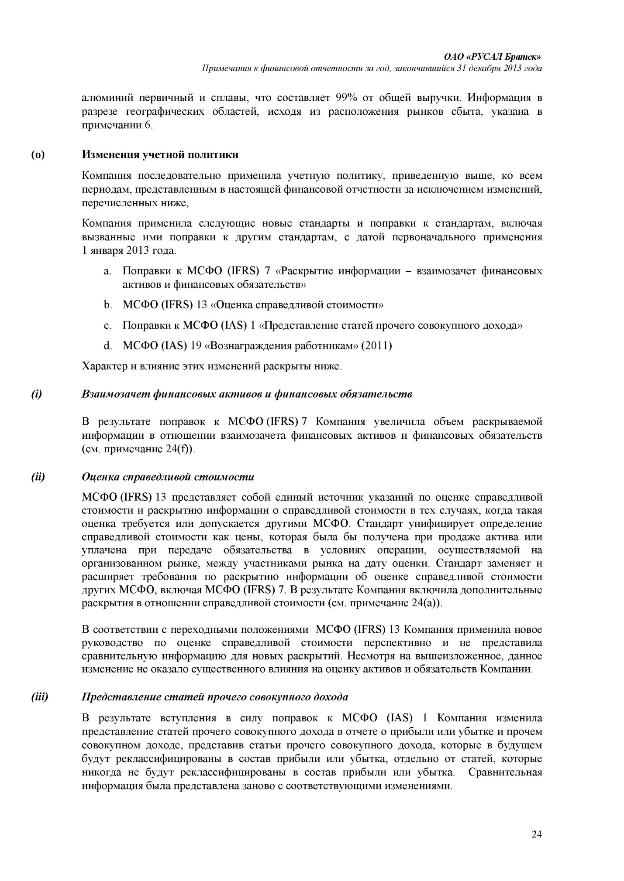 ОАО «РУСАЛ Братск»
Примечания к финансовой отчетности за год, закончившийся 31 декабря 2013 года
алюминий первичный и сплавы, что составляет 99% от общей выручки. Информация в
разрезе географических областей, исходя из расположения рынков сбыта, указана в
примечании 6.
(o) Изменения учетной политики
Компания последовательно применила учетную политику, приведенную выше, ко всем
периодам, представленным в настоящей финансовой отчетности за исключением изменений,
перечисленных ниже,
Компания применила следующие новые стандарты и поправки к стандартам, включая
вызванные ими поправки к другим стандартам, с датой первоначального применения
1 января 2013 года.
a. Поправки к МСФО (IFRS) 7 «Раскрытие информации – взаимозачет финансовых
активов и финансовых обязательств»
b. МСФО (IFRS) 13 «Оценка справедливой стоимости»
c. Поправки к МСФО (IAS) 1 «Представление статей прочего совокупного дохода»
d. МСФО (IAS) 19 «Вознаграждения работникам» (2011)
Характер и влияние этих изменений раскрыты ниже.
(i) Взаимозачет финансовых активов и финансовых обязательств
В результате поправок к МСФО (IFRS) 7 Компания увеличила объем раскрываемой
информации в отношении взаимозачета финансовых активов и финансовых обязательств
(см. примечание 24(f)).
(ii) Оценка справедливой стоимости
МСФО (IFRS) 13 представляет собой единый источник указаний по оценке справедливой
стоимости и раскрытию информации о справедливой стоимости в тех случаях, когда такая
оценка требуется или допускается другими МСФО. Стандарт унифицирует определение
справедливой стоимости как цены, которая была бы получена при продаже актива или
уплачена при передаче обязательства в условиях операции, осуществляемой на
организованном рынке, между участниками рынка на дату оценки. Стандарт заменяет и
расширяет требования по раскрытию информации об оценке справедливой стоимости
других МСФО, включая МСФО (IFRS) 7. В результате Компания включила дополнительные
раскрытия в отношении справедливой стоимости (см. примечание 24(a)).
В соответствии с переходными положениями МСФО (IFRS) 13 Компания применила новое
руководство по оценке справедливой стоимости перспективно и не представила
сравнительную информацию для новых раскрытий. Несмотря на вышеизложенное, данное
изменение не оказало существенного влияния на оценку активов и обязательств Компании.
(iii) Представление статей прочего совокупного дохода
В результате вступления в силу поправок к МСФО (IAS) 1 Компания изменила
представление статей прочего совокупного дохода в отчете о прибыли или убытке и прочем
совокупном доходе, представив статьи прочего совокупного дохода, которые в будущем
будут реклассифицированы в состав прибыли или убытка, отдельно от статей, которые
никогда не будут реклассифицированы в состав прибыли или убытка. Сравнительная
информация была представлена заново с соответствующими изменениями.
24